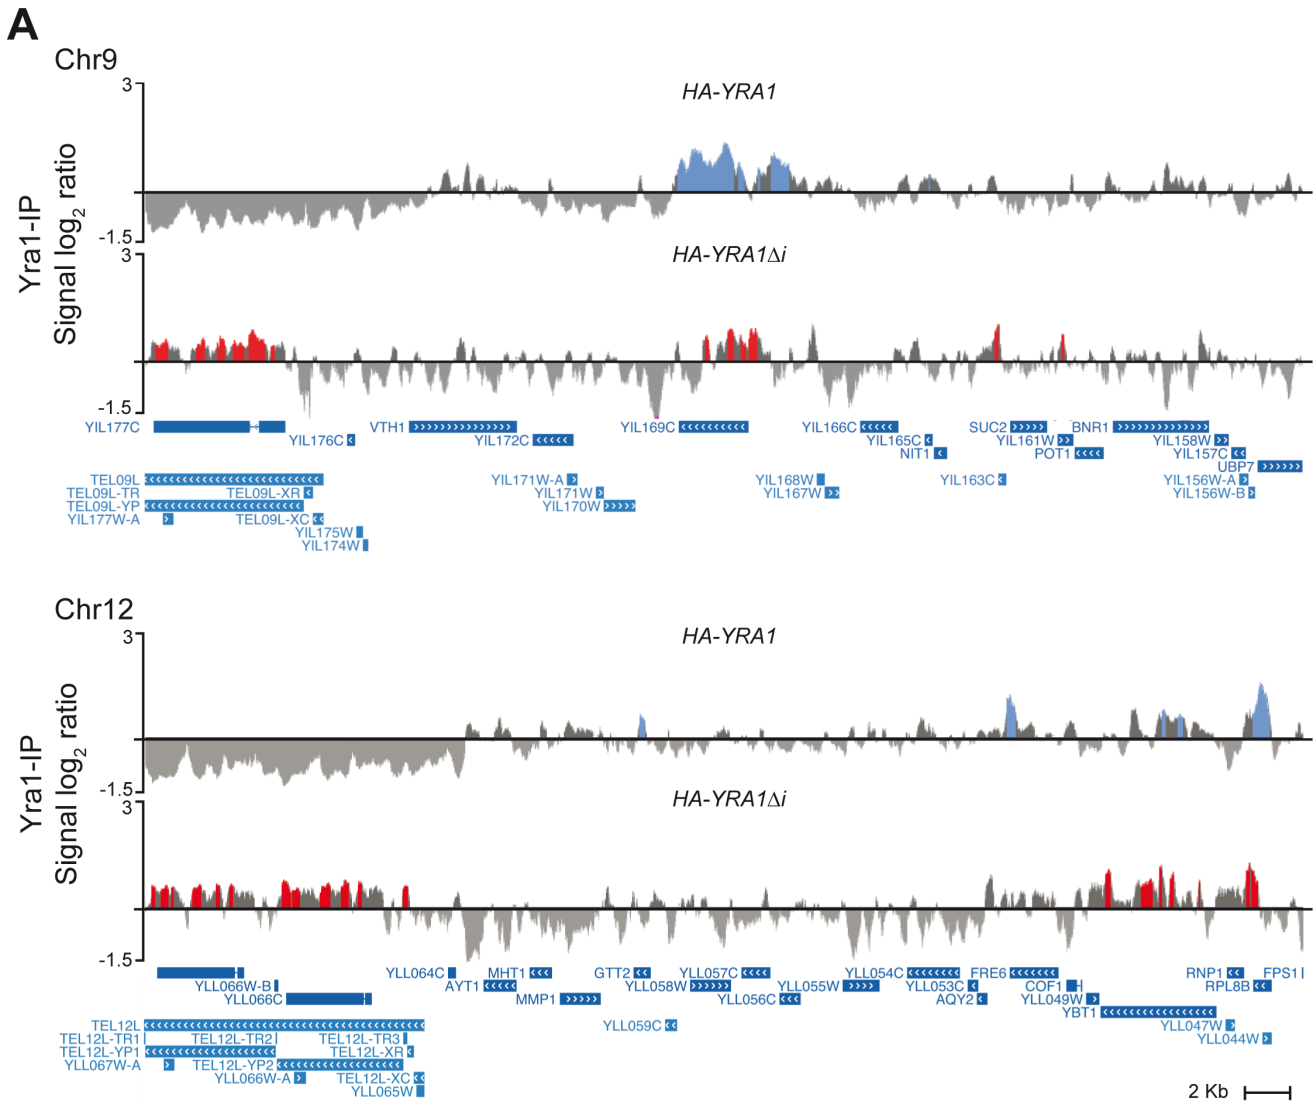 A
Chr9
3
HA-YRA1
-1.5
3
HA-YRA1Δi
-1.5
Yra1-IP
Signal log2 ratio
YIL177C VTH1 YIL169C YIL166C SUC2 BNR1
YIL176C YIL172C YIL165C YIL161W YIL158W
NIT1 POT1 YIL157C
UBP7
TEL09L YIL171W-A YIL168W YIL163C YIL156W-A
TEL09L-TR TEL09L-XR YIL171W YIL167W YIL156W-B
TEL09L-YP YIL170W
YIL177W-A TEL09L-XC
YIL175W
YIL174W
Chr12
3
HA-YRA1
-1.5
3
HA-YRA1Δi
-1.5
Yra1-IP
Signal log2 ratio
YLL064C MHT1 GTT2 YLL057C YLL054C FRE6 RNP1 FPS1
YLL066W-B AYT1 YLL058W YLL055W YLL053C COF1 RPL8B
YLL066C MMP1 YLL056C AQY2 YLL049W
YBT1
TEL12L YLL059C YLL047W
TEL12L-TR1 TEL12L-TR2 TEL12L-TR3 YLL044W
TEL12L-YP1 TEL12L-XR
YLL067W-A TEL12L-YP2
YLL066W-A TEL12L-XC
YLL065W
2 Kb